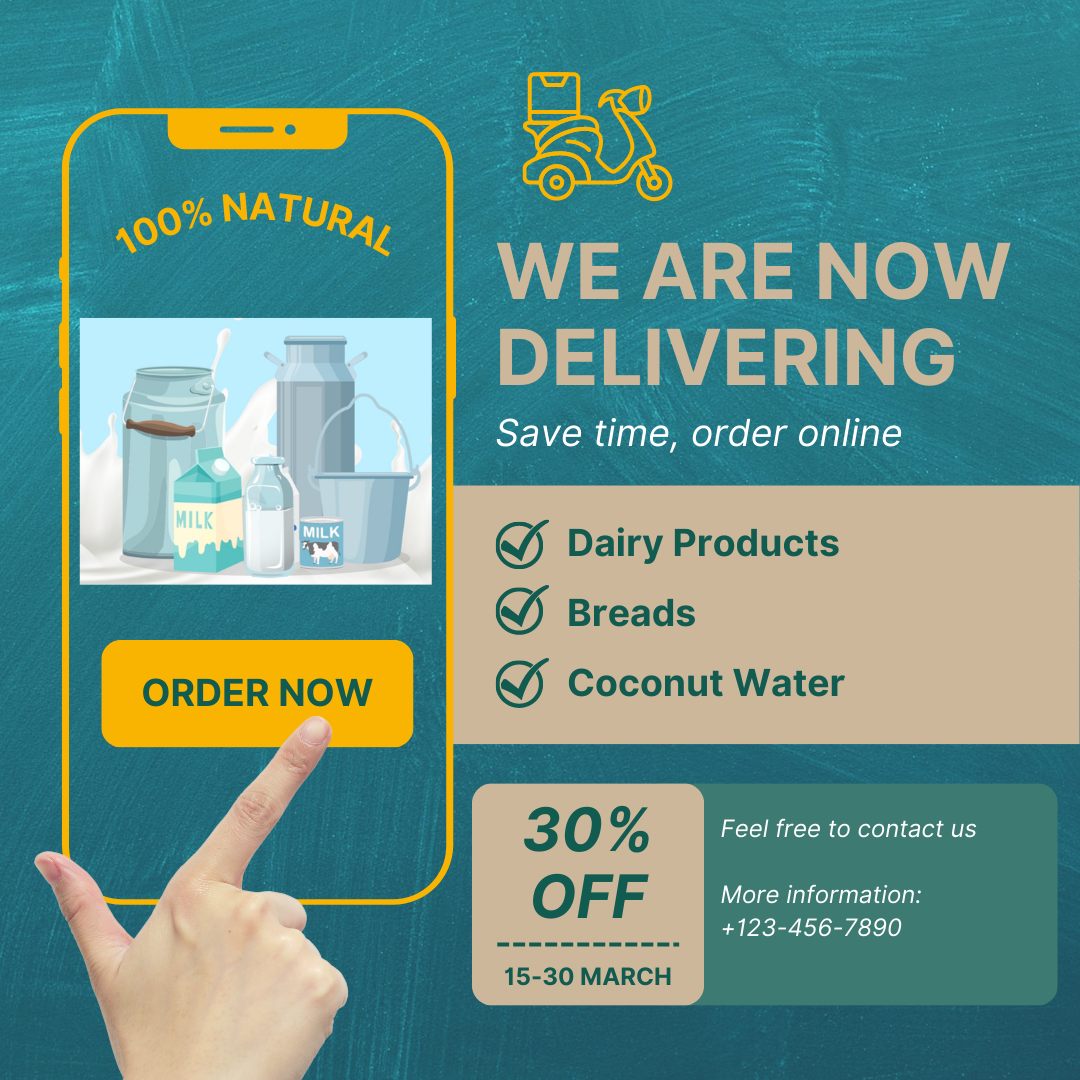 100% NATURAL
MILK
MILK
ORDER NOW
WE ARE NOW
DELIVERING
Save time, order online
Dairy Products
Breads
Coconut Water
30%
OFF
15-30 MARCH
Feel free to contact us
More information:
+123-456-7890